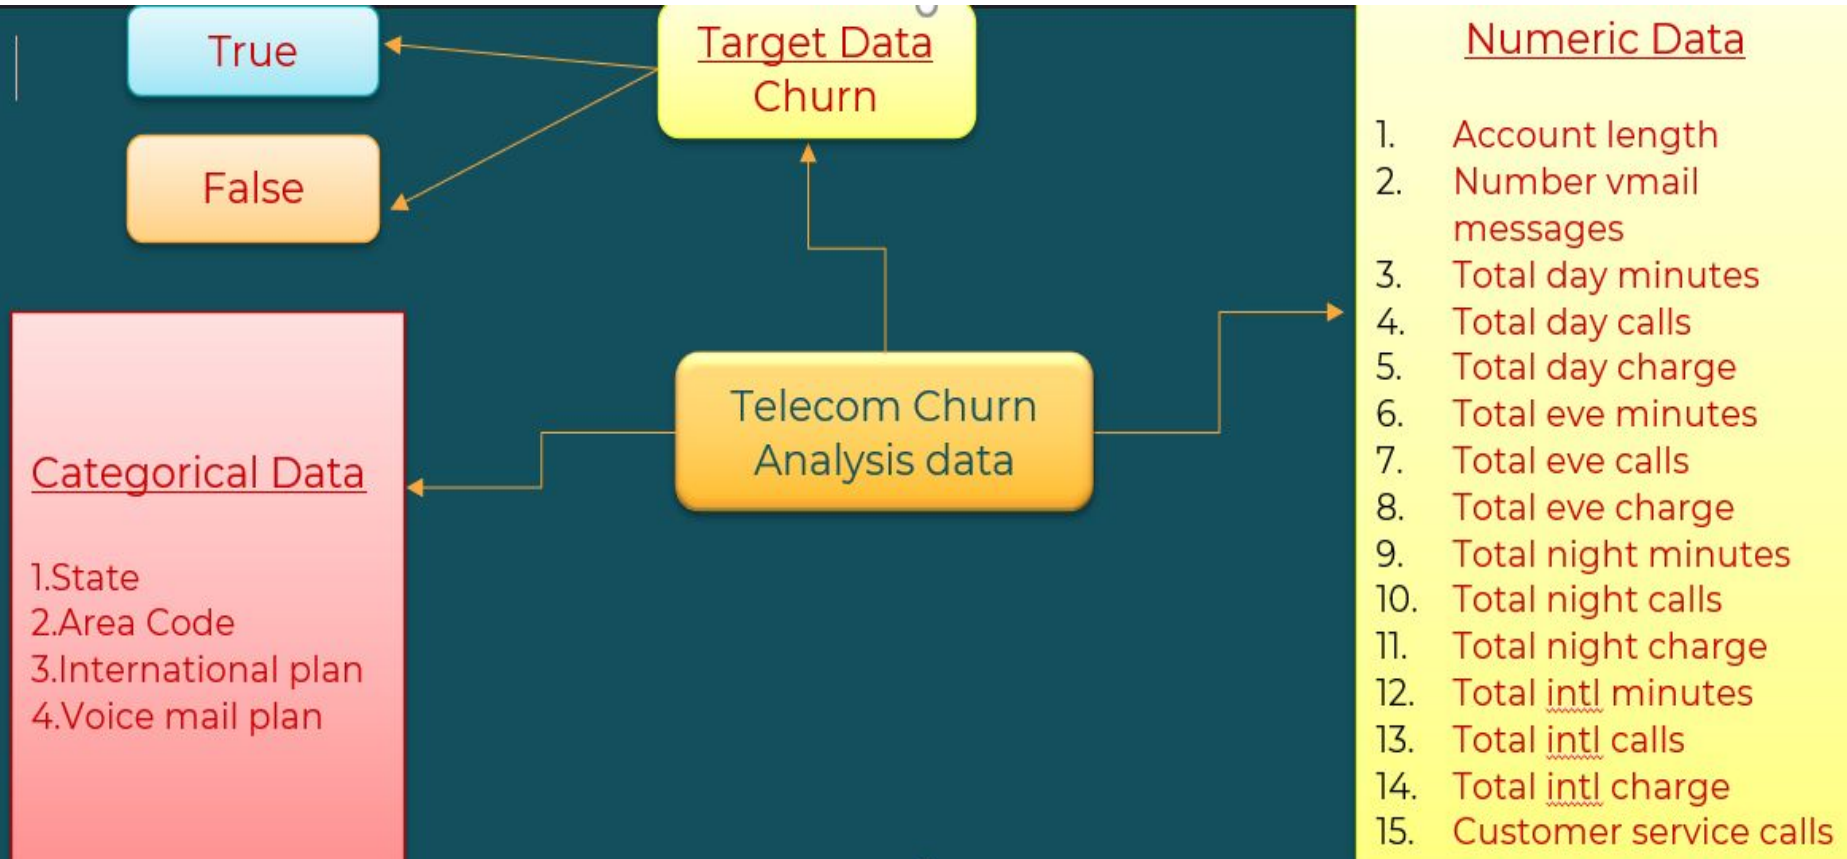 True
False
Target Data
Churn
Telecom Churn
Analysis data
Categorical Data
1.State
2.Area Code
3.International plan
4.Voice mail plan
Numeric Data
1. Account length
2. Number vmail
messages
3. Total day minutes
4. Total day calls
5. Total day charge
6. Total eve minutes
7. Total eve calls
8. Total eve charge
9. Total night minutes
10. Total night calls
11. Total night charge
12. Total intl minutes
13. Total intl calls
14. Total intl charge
15. Customer service calls